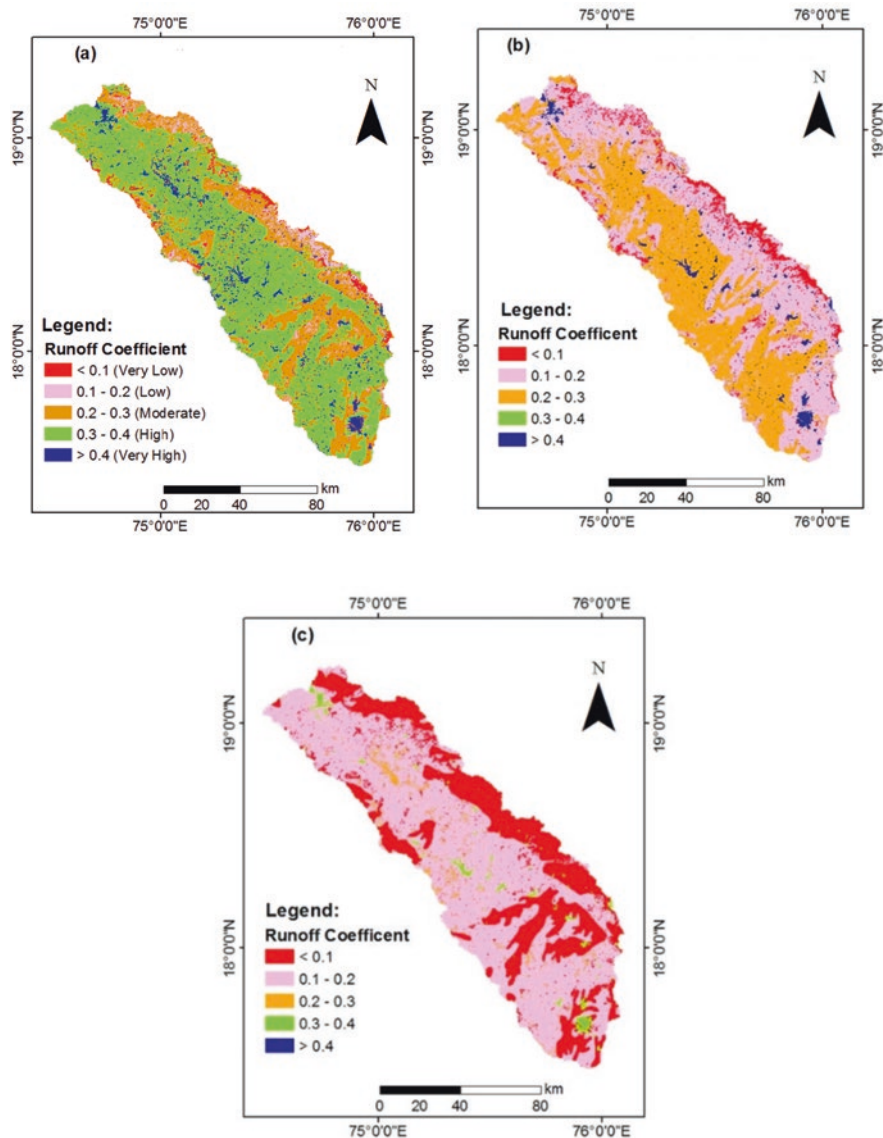 (a)
75°0'0"E 76°0'0"E
N
19°0'0"N
18°0'0"N
Legend:
Runoff Coefficient
< 0.1 (Very Low)
0.1 - 0.2 (Low)
0.2 - 0.3 (Moderate)
0.3 - 0.4 (High)
> 0.4 (Very High)
km
0 20 40 80
75°0'0"E 76°0'0"E
(b)
75°0'0"E 76°0'0"E
N
19°0'0"N
18°0'0"N
Legend:
Runoff Coefficent
< 0.1
0.1 - 0.2
0.2 - 0.3
0.3 - 0.4
> 0.4
km
0 20 40 80
75°0'0"E 76°0'0"E
19°0'0"N
18°0'0"N
(c)
75°0'0"E 76°0'0"E
N
19°0'0"N
18°0'0"N
Legend:
Runoff Coefficent
< 0.1
0.1 - 0.2
0.2 - 0.3
0.3 - 0.4
> 0.4
km
0 20 40 80
75°0'0"E 76°0'0"E
19°0'0"N
18°0'0"N